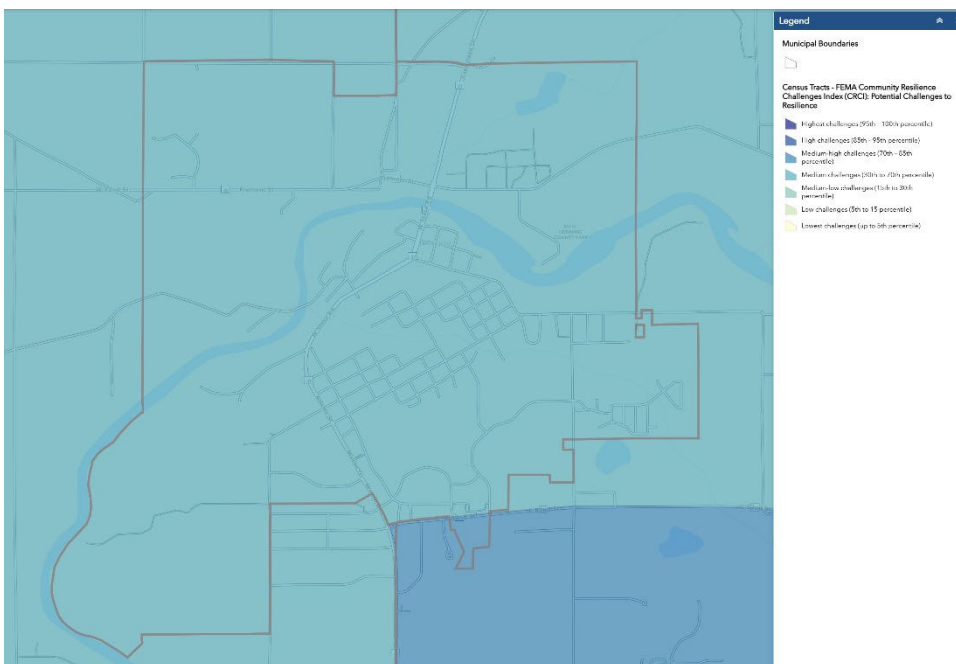 Legend
Municipal Boundaries
Census Tracts - FEMA Community Resilience
Challenges Index (CRCI): Potential Challenges to
Resilience
Highest challenges (95th - 100th percentile)
High challenges (85th - 95th percentile)
Medium-high challenges (70th - 85th
percentile)
Medium challenges (30th to 70th percentile)
Medium-low challenges (15th to 30th
percentile)
Low challenges (5th to 15 percentile)
Lowest challenges (up to 5th percentile)